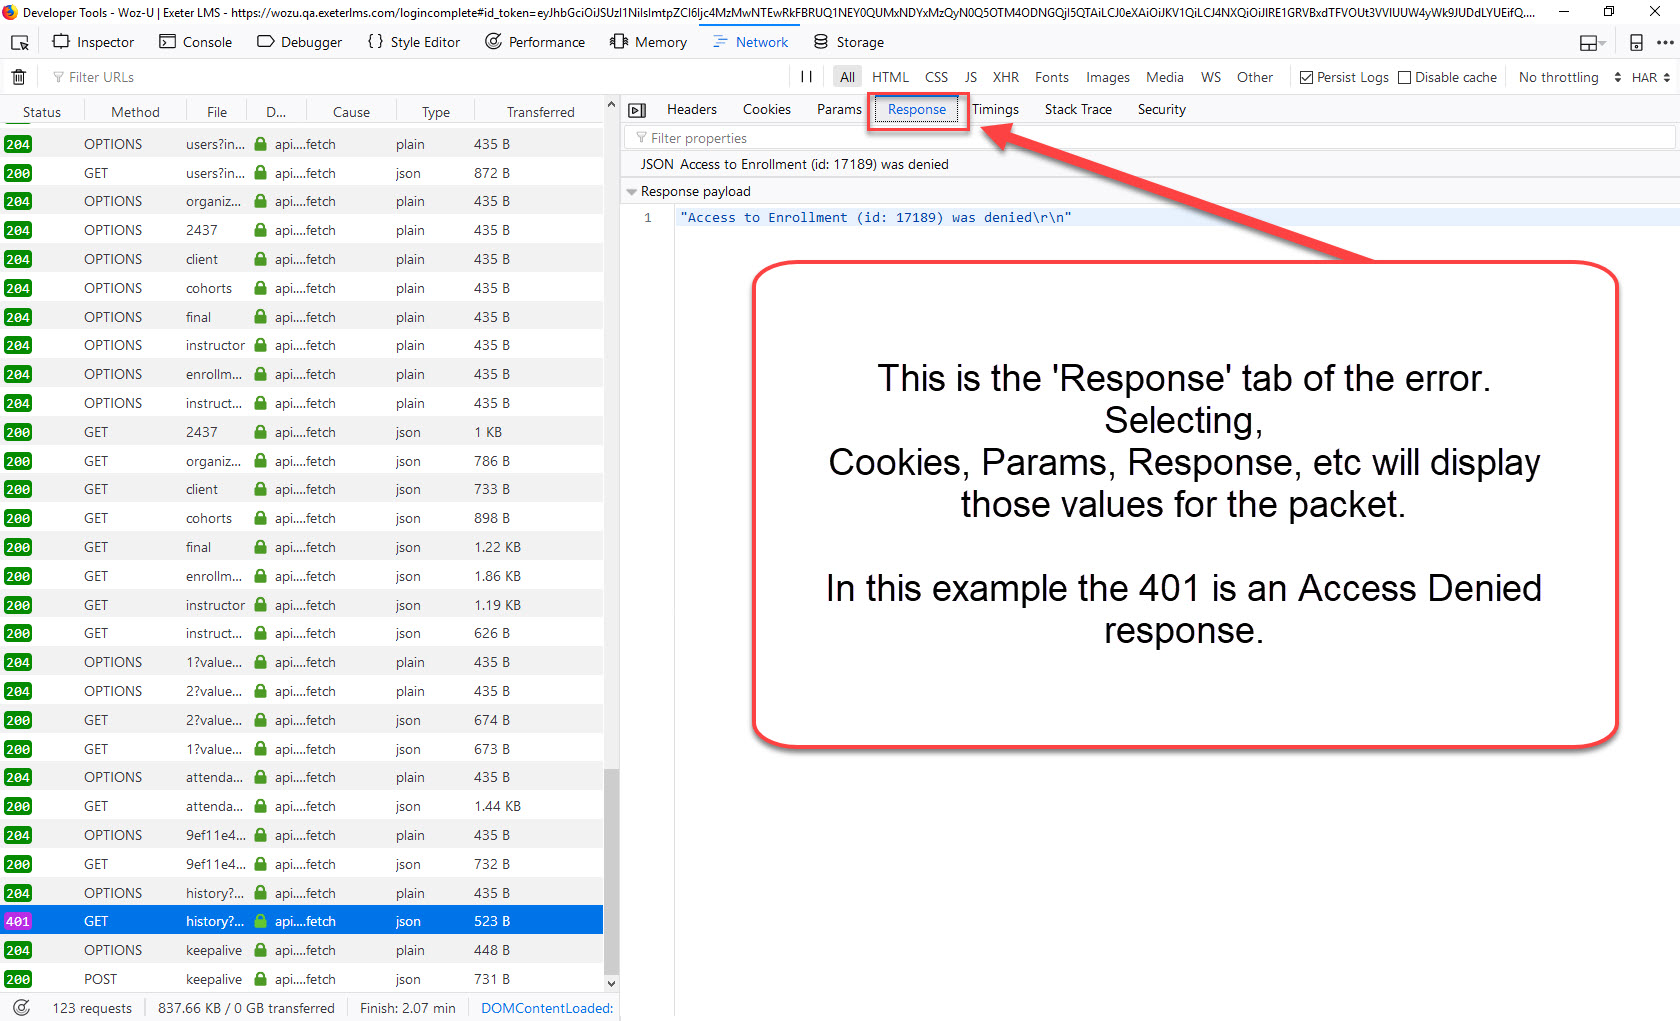 Developer Tools - Woz-U | Exeter LMS - https://wozu.qa.exeterlms.com/logincomplete#id_token=
Inspector Console Debugger {} Style Editor Performance Memory Network Storage
Filter URLs All HTML CSS JS XHR Fonts Images Media WS Other Persist Logs Disable cache No throttling HAR
Status Method File D... Cause Type Transferred
204 OPTIONS users?in... api....fetch plain 435 B
200 GET users?in... api....fetch json 872 B
204 OPTIONS organiz... api....fetch plain 435 B
204 OPTIONS 2437 api....fetch plain 435 B
204 OPTIONS client api....fetch plain 435 B
204 OPTIONS cohorts api....fetch plain 435 B
204 OPTIONS final api....fetch plain 435 B
204 OPTIONS instructor api....fetch plain 435 B
204 OPTIONS enrollm... api....fetch plain 435 B
204 OPTIONS instruct... api....fetch plain 435 B
200 GET 2437 api....fetch json 1 KB
200 GET organiz... api....fetch json 786 B
200 GET client api....fetch json 733 B
200 GET cohorts api....fetch json 898 B
200 GET final api....fetch json 1.22 KB
200 GET enrollm... api....fetch json 1.86 KB
200 GET instructor api....fetch json 1.19 KB
200 GET instruct... api....fetch json 626 B
204 OPTIONS 1?value... api....fetch plain 435 B
204 OPTIONS 2?value... api....fetch plain 435 B
200 GET 2?value... api....fetch json 674 B
200 GET 1?value... api....fetch json 673 B
204 OPTIONS attenda... api....fetch plain 435 B
200 GET attenda... api....fetch json 1.44 KB
204 OPTIONS 9ef11e4... api....fetch plain 435 B
200 GET 9ef11e4... api....fetch json 732 B
204 OPTIONS history?... api....fetch plain 435 B
401 GET history?... api....fetch json 523 B
204 OPTIONS keepalive api....fetch plain 448 B
200 POST keepalive api....fetch json 731 B
123 requests 837.66 KB / 0 GB transferred Finish: 2.07 min DOMContentLoaded:
Headers Cookies Params Response Timings Stack Trace Security
Filter properties
JSON Access to Enrollment (id: 17189) was denied
Response payload
1 "Access to Enrollment (id: 17189) was denied\r\n"
This is the 'Response' tab of the error.
Selecting,
Cookies, Params, Response, etc will display
those values for the packet.
In this example the 401 is an Access Denied
response.